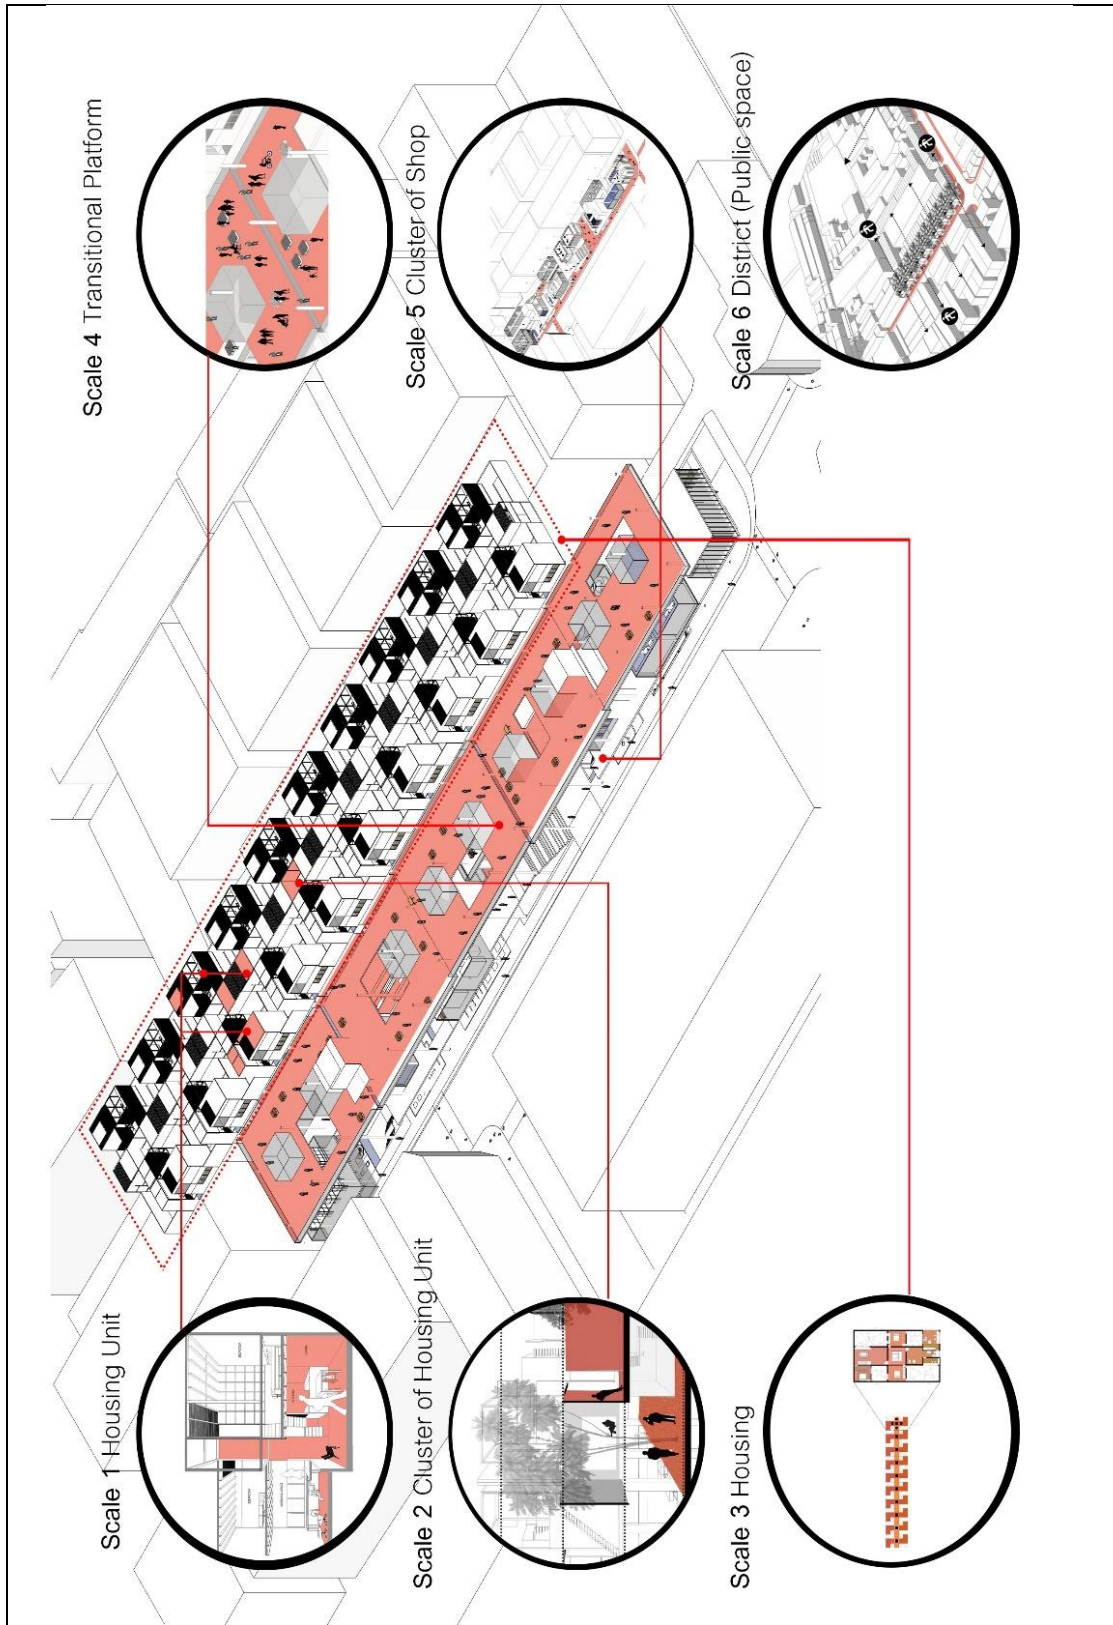 Scale 1 Housing Unit
Scale 2 Cluster of Housing Unit
Scale 3 Housing
Scale 4 Transitional Platform
Scale 5 Cluster of Shop
Scale 6 District (Public space)